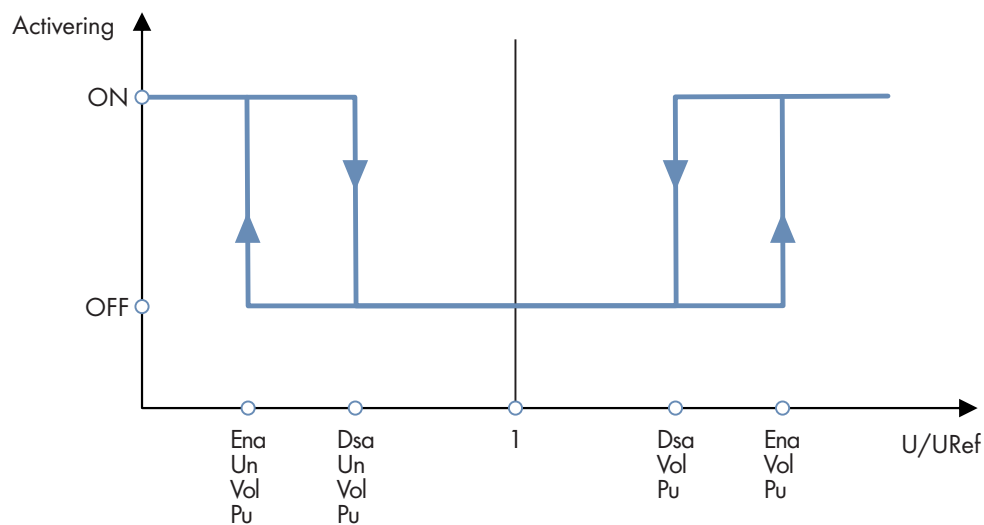 Activering
ON
OFF
Ena
Un
Vol
Pu
Dsa
Un
Vol
Pu
1
Dsa
Vol
Pu
Ena
Vol
Pu
U/URef